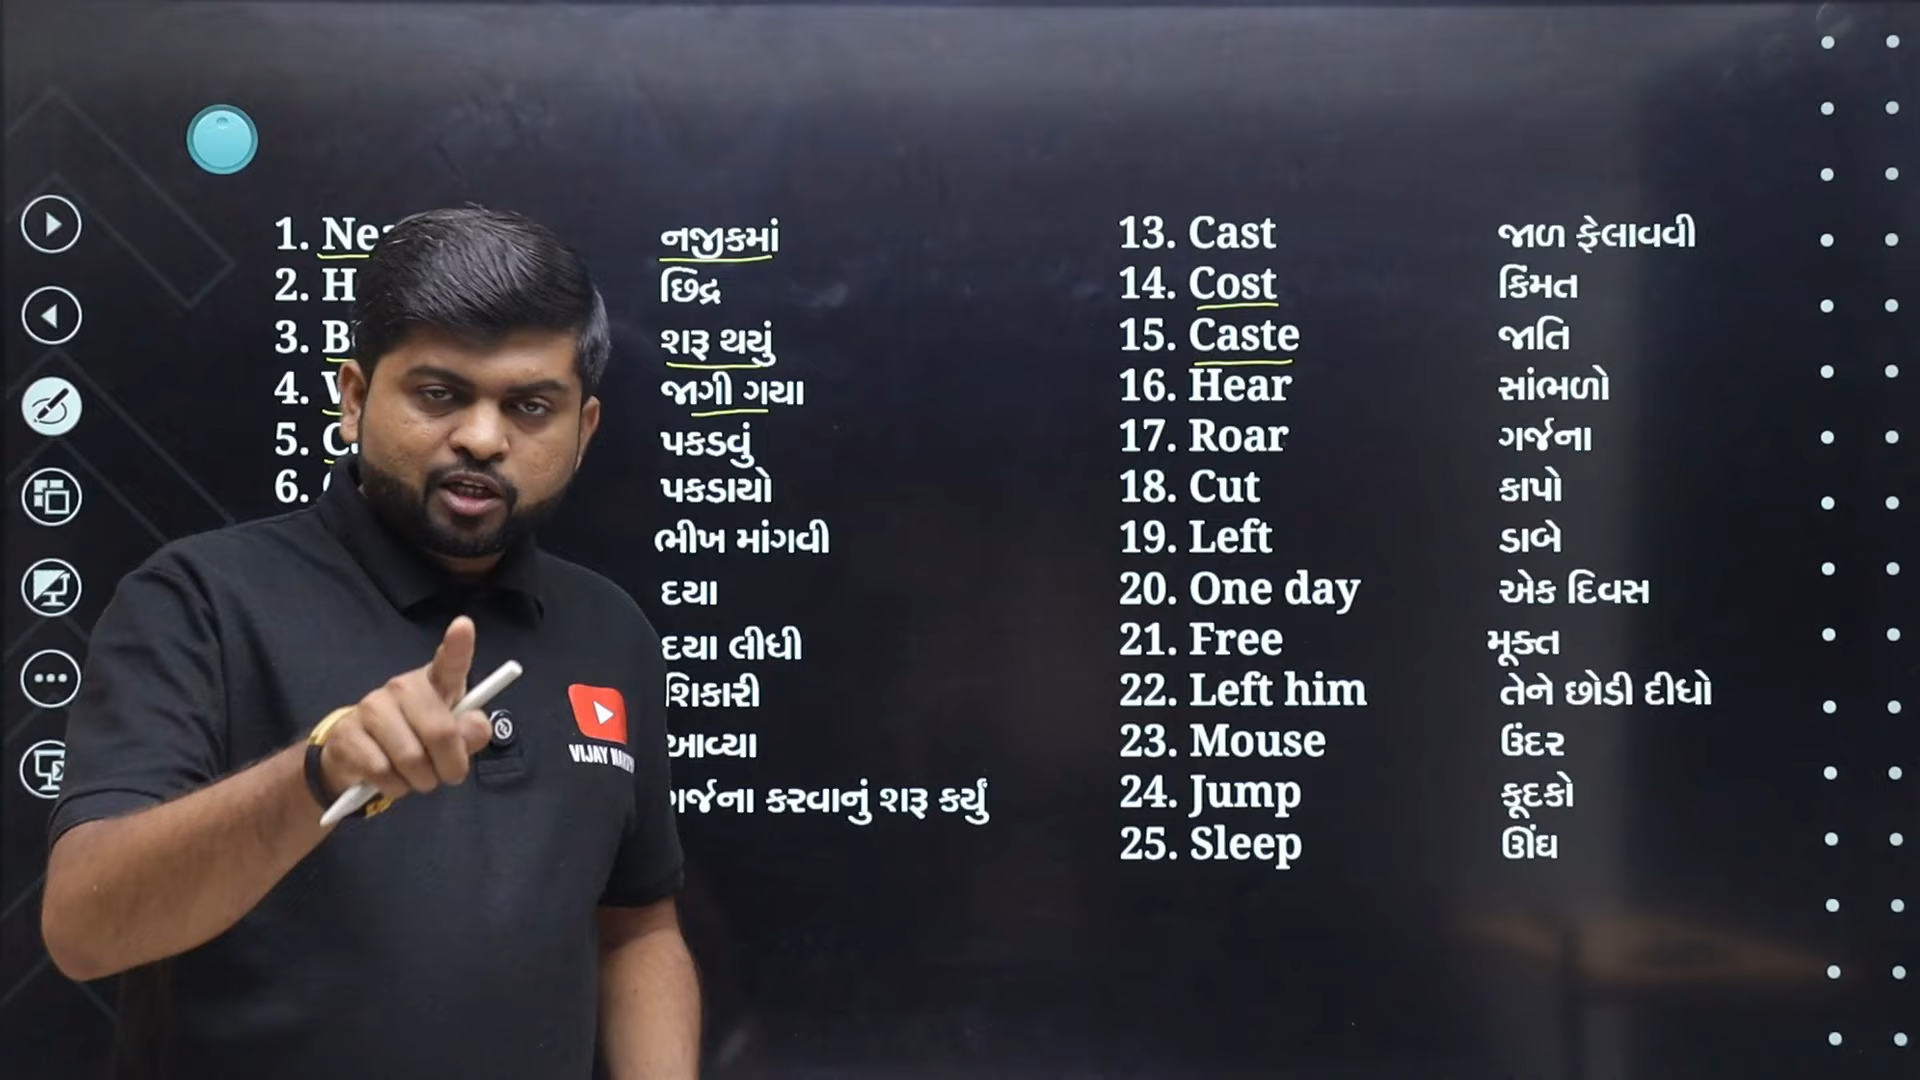 1.
નજીકમાં
2.
છિદ્ર
3.
શરૂ થયું
4.
જાગી ગયા
5.
પકડવું
6.
પકડાયો
ભીખ માંગવી
દયા
દયા લીધી
શિકારી
આવ્યા
ગર્જના કરવાનું શરૂ કર્યું
13. Cast જાળ ફેલાવવી
14. Cost કિંમત
15. Caste જાતિ
16. Hear સાંભળો
17. Roar ગર્જના
18. Cut કાપો
19. Left ડાબે
20. One day એક દિવસ
21. Free મૂક્ત
22. Left him તેને છોડી દીધો
23. Mouse ઉંદર
24. Jump કૂદકો
25. Sleep ઊંઘ
VIJAY